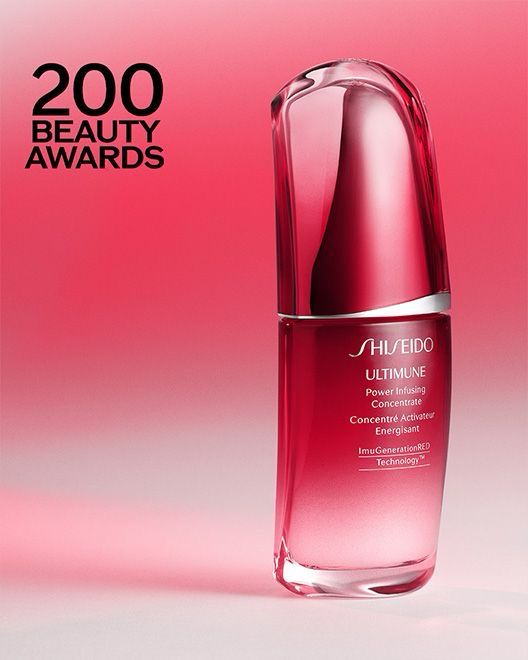 200
BEAUTY
AWARDS
SHISEIDO
ULTIMUNE
Power Infusing
Concentrate
Concentré Activateur
Energisant
ImuGenerationRED
Technology™